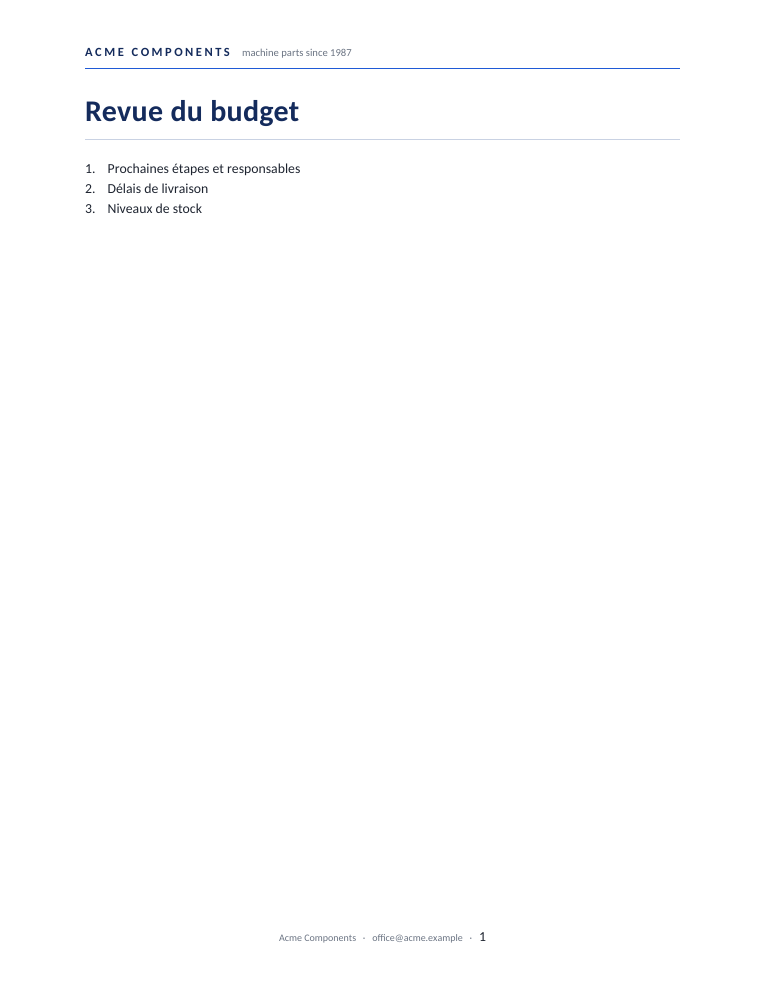 ACME COMPONENTS machine parts since 1987
Revue du budget
1. Prochaines étapes et responsables
2. Délais de livraison
3. Niveaux de stock
Acme Components · office@acme.example · 1